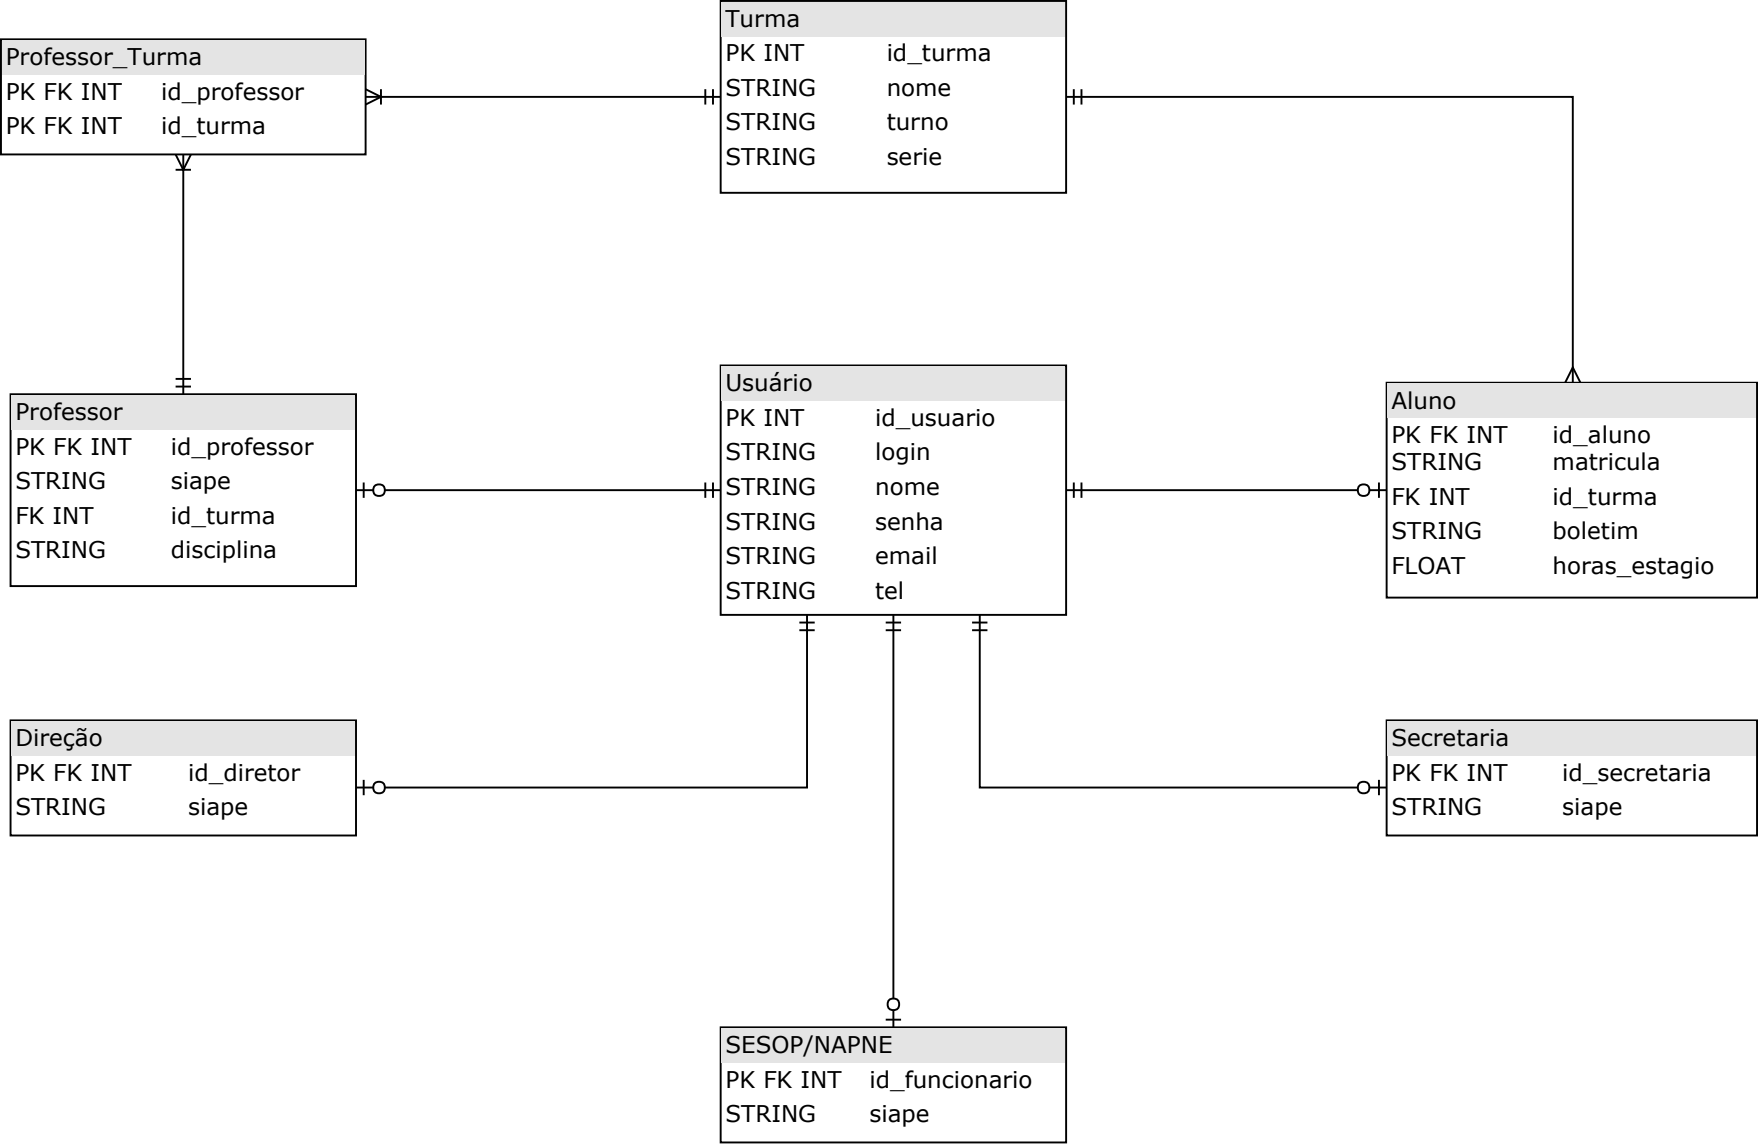 Professor_Turma
PK FK INT id_professor
PK FK INT id_turma
Turma
PK INT id_turma
STRING nome
STRING turno
STRING serie
Professor
PK FK INT id_professor
STRING siape
FK INT id_turma
STRING disciplina
Usuário
PK INT id_usuario
STRING login
STRING nome
STRING senha
STRING email
STRING tel
Aluno
PK FK INT id_aluno
STRING matricula
FK INT id_turma
STRING boletim
FLOAT horas_estagio
Direção
PK FK INT id_diretor
STRING siape
Secretaria
PK FK INT id_secretaria
STRING siape
SESOP/NAPNE
PK FK INT id_funcionario
STRING siape